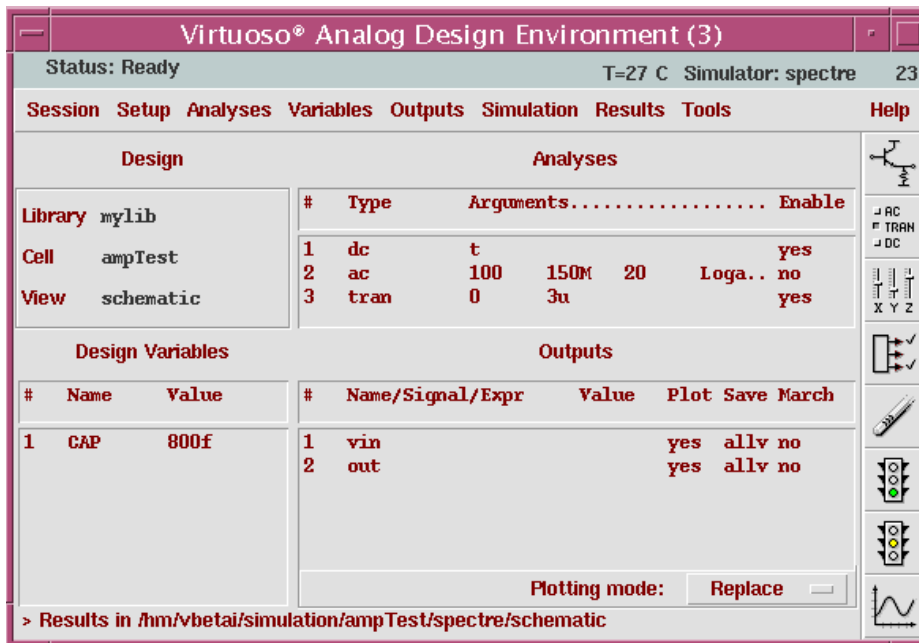 Virtuoso® Analog Design Environment (3)
Status: Ready T=27 C Simulator: spectre 23
Session Setup Analyses Variables Outputs Simulation Results Tools Help
Design
Library mylib
Cell ampTest
View schematic
Analyses
# Type Arguments.................. Enable
1 dc t yes
2 ac 100 150M 20 Loga.. no
3 tran 0 3u yes
Design Variables
# Name Value
1 CAP 800f
Outputs
# Name/Signal/Expr Value Plot Save March
1 vin yes allv no
2 out yes allv no
Plotting mode: Replace
> Results in /hm/vbetai/simulation/ampTest/spectre/schematic
AC
TRAN
DC
X Y Z